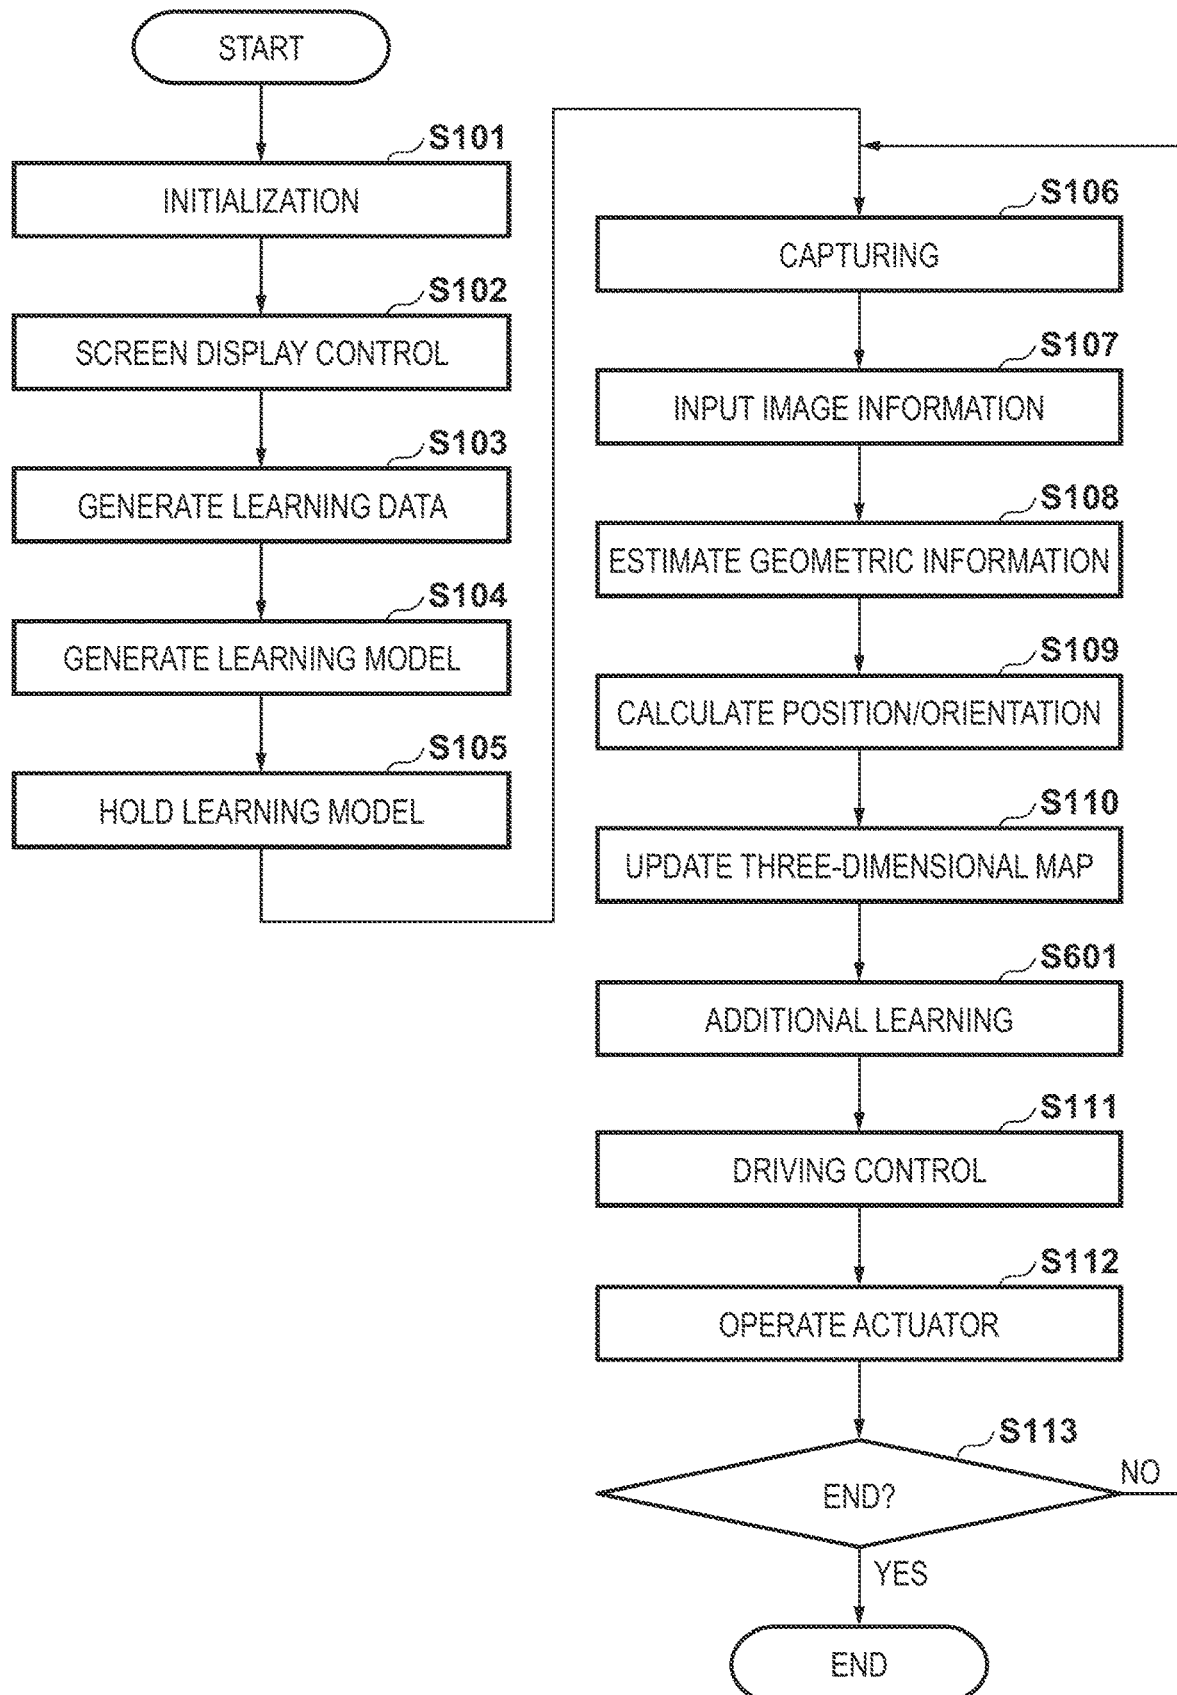 START
S101
INITIALIZATION
S102
SCREEN DISPLAY CONTROL
S103
GENERATE LEARNING DATA
S104
GENERATE LEARNING MODEL
S105
HOLD LEARNING MODEL
S106
CAPTURING
S107
INPUT IMAGE INFORMATION
S108
ESTIMATE GEOMETRIC INFORMATION
S109
CALCULATE POSITION/ORIENTATION
S110
UPDATE THREE-DIMENSIONAL MAP
S601
ADDITIONAL LEARNING
S111
DRIVING CONTROL
S112
OPERATE ACTUATOR
S113
END?
NO
YES
END